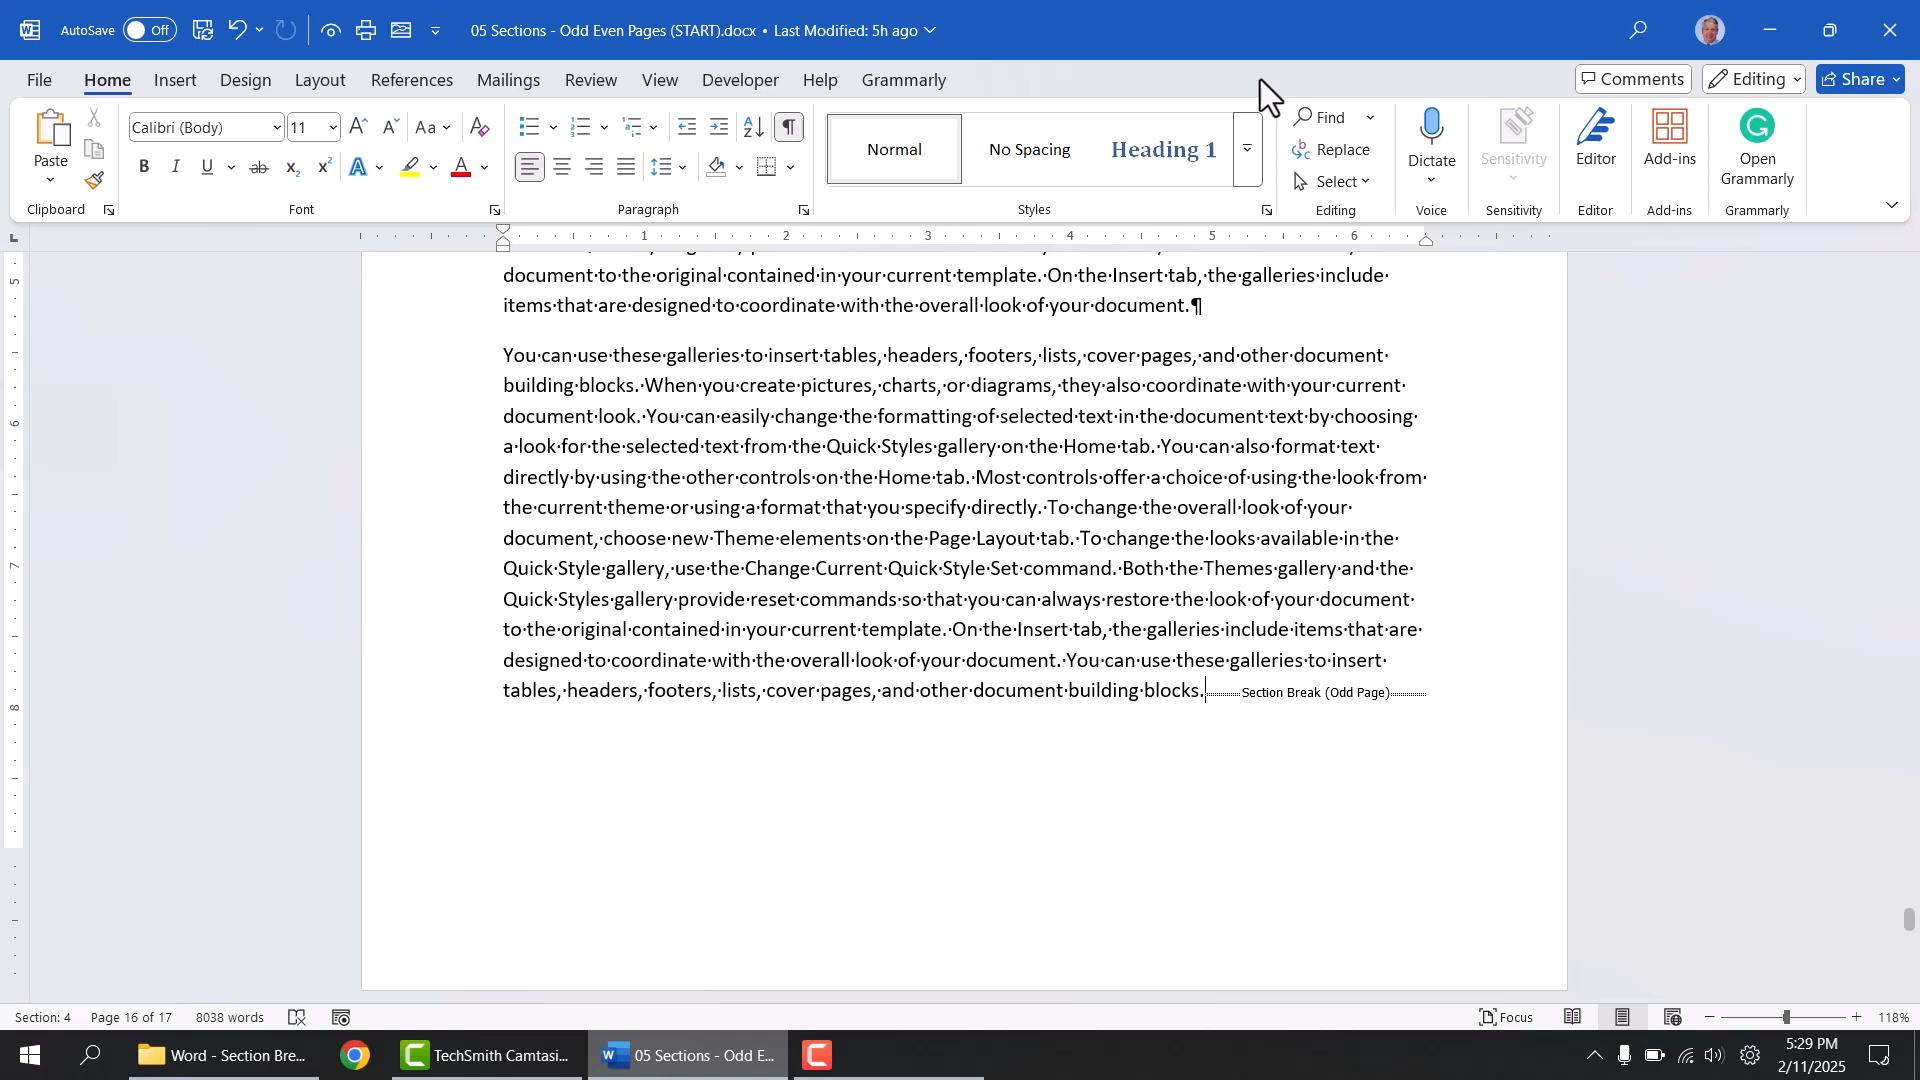 AutoSave Off 05 Sections - Odd Even Pages (START).docx • Last Modified: 5h ago
File Home Insert Design Layout References Mailings Review View Developer Help Grammarly Comments Editing Share
Paste
Calibri (Body) 11 Aa
B I U ab x₂ x² A A
Normal No Spacing Heading 1
Find
Replace
Select
Dictate Sensitivity Editor Add-ins Open Grammarly
Clipboard Font Paragraph Styles Editing Voice Sensitivity Editor Add-ins Grammarly
1 2 3 4 5 6
document·to·the·original·contained·in·your·current·template.·On·the·Insert·tab,·the·galleries·include·
items·that·are·designed·to·coordinate·with·the·overall·look·of·your·document.¶
You·can·use·these·galleries·to·insert·tables,·headers,·footers,·lists,·cover·pages,·and·other·document·
building·blocks.·When·you·create·pictures,·charts,·or·diagrams,·they·also·coordinate·with·your·current·
document·look.·You·can·easily·change·the·formatting·of·selected·text·in·the·document·text·by·choosing·
a·look·for·the·selected·text·from·the·Quick·Styles·gallery·on·the·Home·tab.·You·can·also·format·text·
directly·by·using·the·other·controls·on·the·Home·tab.·Most·controls·offer·a·choice·of·using·the·look·from·
the·current·theme·or·using·a·format·that·you·specify·directly.·To·change·the·overall·look·of·your·
document,·choose·new·Theme·elements·on·the·Page·Layout·tab.·To·change·the·looks·available·in·the·
Quick·Style·gallery,·use·the·Change·Current·Quick·Style·Set·command.·Both·the·Themes·gallery·and·the·
Quick·Styles·gallery·provide·reset·commands·so·that·you·can·always·restore·the·look·of·your·document·
to·the·original·contained·in·your·current·template.·On·the·Insert·tab,·the·galleries·include·items·that·are·
designed·to·coordinate·with·the·overall·look·of·your·document.·You·can·use·these·galleries·to·insert·
tables,·headers,·footers,·lists,·cover·pages,·and·other·document·building·blocks. Section Break (Odd Page)
5
6
7
8
Section: 4 Page 16 of 17 8038 words Focus 118%
Word - Section Bre... TechSmith Camtasi... 05 Sections - Odd E...
5:29 PM
2/11/2025